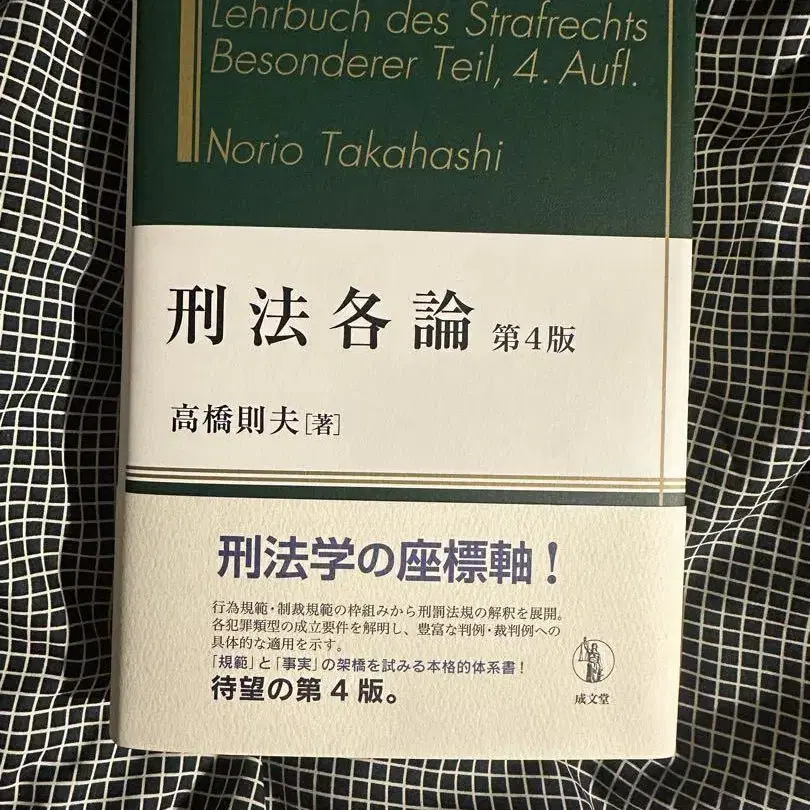 Lehrbuch des Strafrechts
Besonderer Teil, 4. Aufl.
Norio Takahashi
刑法各論 第4版
高橋則夫[著]
刑法学の座標軸！
行為規範・制裁規範の枠組みから刑罰法規の解釈を展開。
各犯罪類型の成立要件を解明し、豊富な判例・裁判例への
具体的な適用を示す。
「規範」と「事実」の架橋を試みる本格的体系書！
待望の第4版。
成文堂